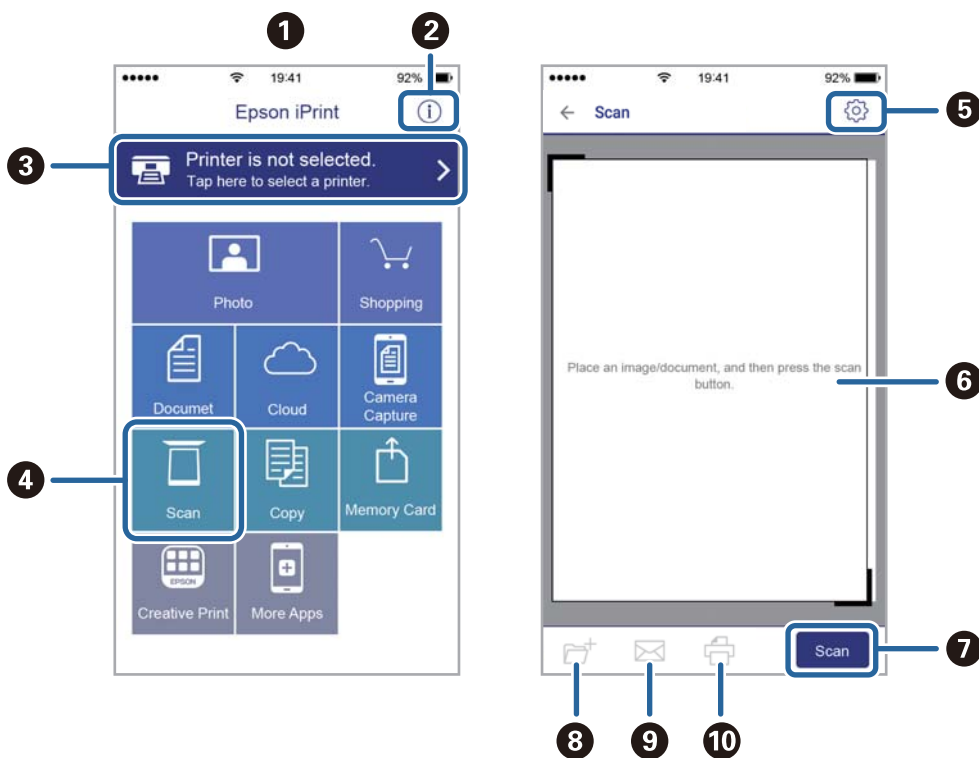 1
2
19:41
92%
Epson iPrint
i
3
Printer is not selected.
Tap here to select a printer.
Photo
Shopping
Documet
Cloud
Camera
Capture
4
Scan
Copy
Memory Card
EPSON
Creative Print
More Apps
19:41
92%
Scan
5
Place an image/document, and then press the scan
button.
6
Scan
7
8
9
10